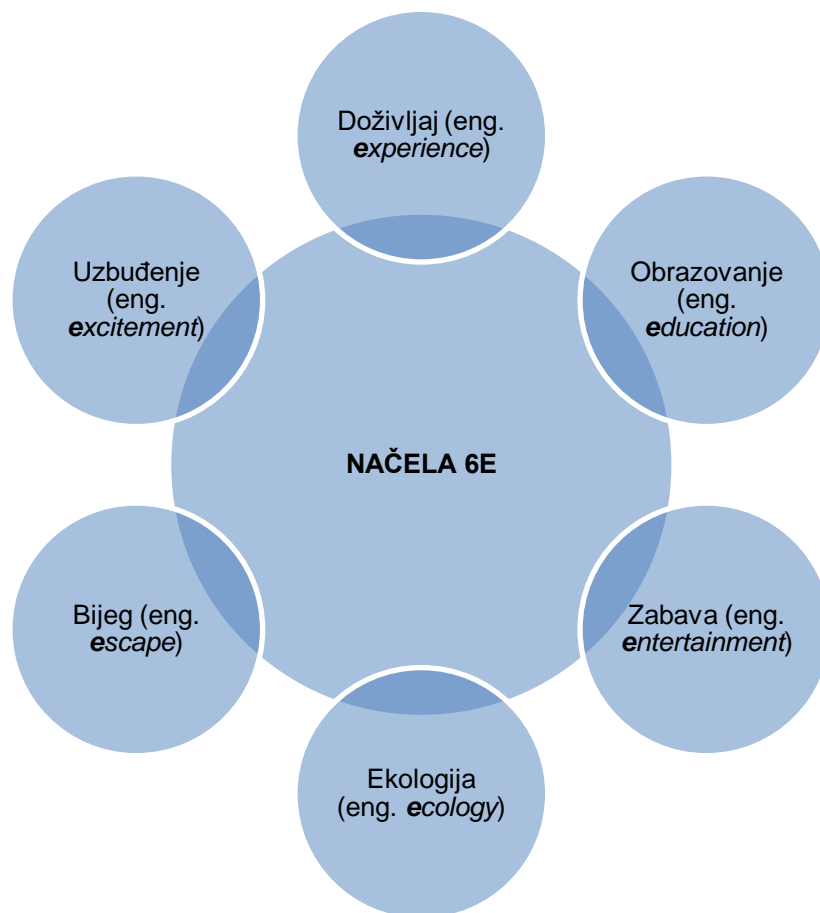 Doživljaj (eng.
experience)
Obrazovanje
(eng.
education)
Zabava (eng.
entertainment)
Ekologija
(eng. ecology)
Bijeg (eng.
escape)
Uzbuđenje
(eng.
excitement)
NAČELA 6E